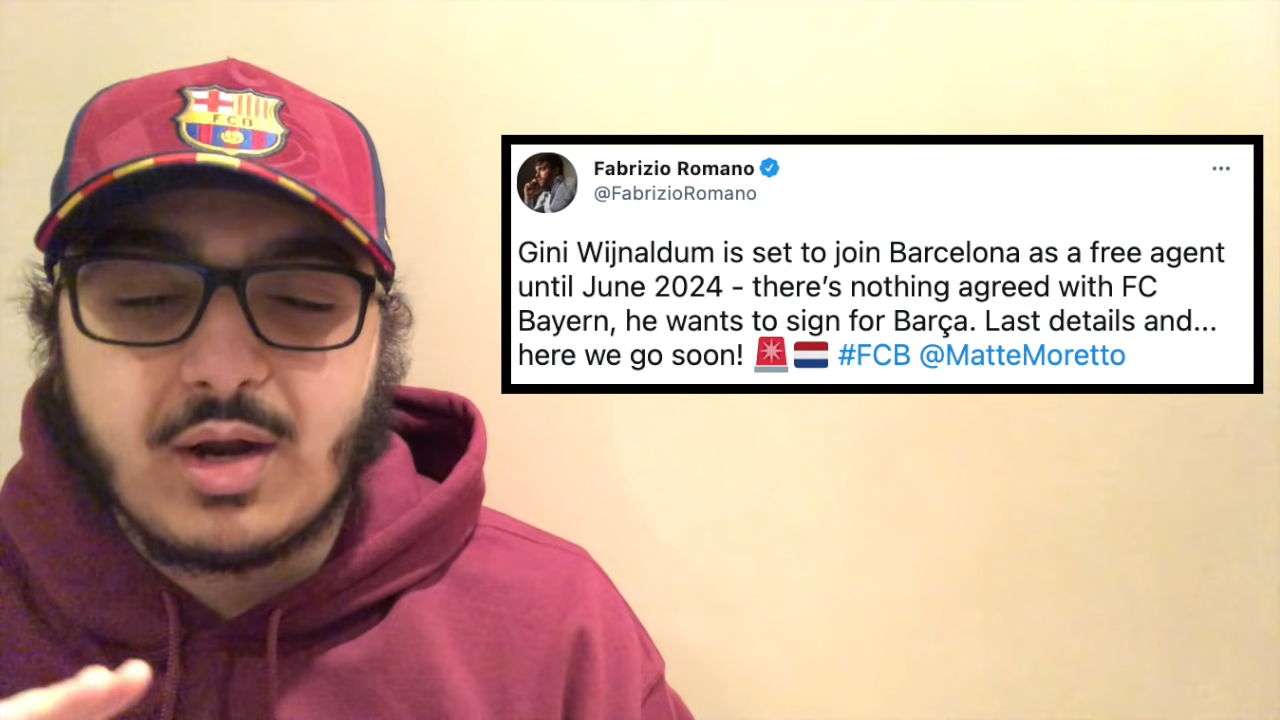 FCB
Fabrizio Romano
@FabrizioRomano
Gini Wijnaldum is set to join Barcelona as a free agent
until June 2024 - there’s nothing agreed with FC
Bayern, he wants to sign for Barça. Last details and...
here we go soon! 🚨🇳🇱 #FCB @MatteMoretto